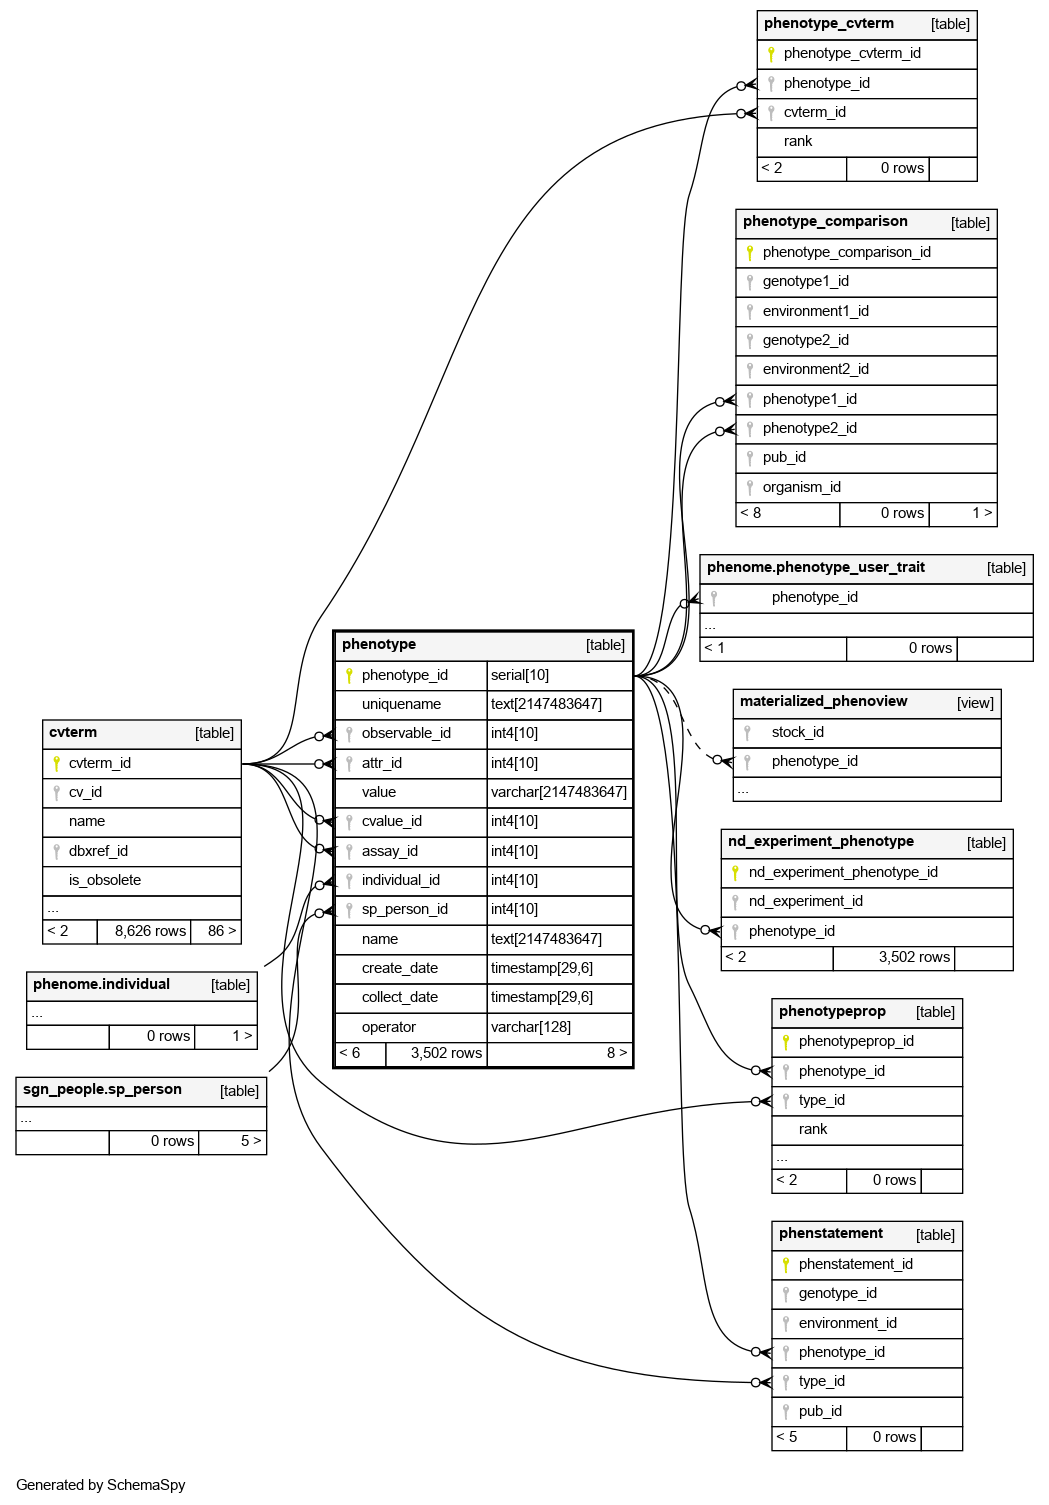 phenotype_cvterm [table]
phenotype_cvterm_id
phenotype_id
cvterm_id
rank
< 2 0 rows
phenotype_comparison [table]
phenotype_comparison_id
genotype1_id
environment1_id
genotype2_id
environment2_id
phenotype1_id
phenotype2_id
pub_id
organism_id
< 8 0 rows 1 >
phenome.phenotype_user_trait [table]
phenotype_id
...
< 1 0 rows
phenotype [table]
phenotype_id serial[10]
uniquename text[2147483647]
observable_id int4[10]
attr_id int4[10]
value varchar[2147483647]
cvalue_id int4[10]
assay_id int4[10]
individual_id int4[10]
sp_person_id int4[10]
name text[2147483647]
create_date timestamp[29,6]
collect_date timestamp[29,6]
operator varchar[128]
< 6 3,502 rows 8 >
materialized_phenoview [view]
stock_id
phenotype_id
...
cvterm [table]
cvterm_id
cv_id
name
dbxref_id
is_obsolete
...
< 2 8,626 rows 86 >
nd_experiment_phenotype [table]
nd_experiment_phenotype_id
nd_experiment_id
phenotype_id
< 2 3,502 rows
phenome.individual [table]
...
0 rows 1 >
phenotypeprop [table]
phenotypeprop_id
phenotype_id
type_id
rank
...
< 2 0 rows
sgn_people.sp_person [table]
...
0 rows 5 >
phenstatement [table]
phenstatement_id
genotype_id
environment_id
phenotype_id
type_id
pub_id
< 5 0 rows
Generated by SchemaSpy